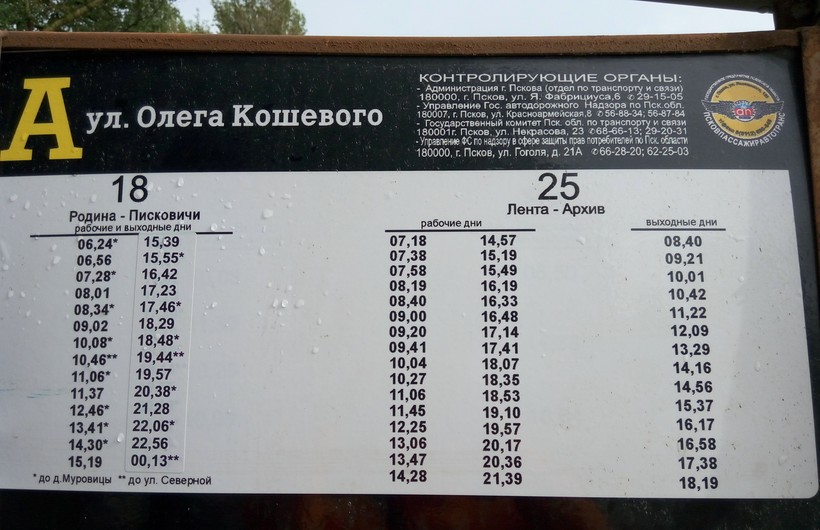 А ул. Олега Кошевого
КОНТРОЛИРУЮЩИЕ ОРГАНЫ:
- Администрация г. Пскова (отдел по транспорту и связи)
180000, г. Псков, ул. Я. Фабрициуса,6 ✆ 29-15-05
- Управление Гос. автодорожного Надзора по Пск.обл.
180007, г. Псков, ул. Красноармейская,8 ✆ 56-88-34; 56-87-84
- Государственный комитет Пск. обл. по транспорту и связи
180001г. Псков, ул. Некрасова, 23 ✆ 68-66-13; 29-20-31
- Управление ФС по надзору в сфере защиты прав потребителей по Пск. области
180000, г. Псков, ул. Гоголя, д. 21А ✆ 66-28-20; 62-25-03
ПСКОВПАССАЖИРАВТОТРАНС
18
Родина - Писковичи
рабочие и выходные дни
06,24* 15,39
06,56 15,55*
07,28* 16,42
08,01 17,23
08,34* 17,46*
09,02 18,29
10,08* 18,48*
10,46** 19,44**
11,06* 19,57
11,37 20,38*
12,46* 21,28
13,41* 22,06*
14,30* 22,56
15,19 00,13**
* до д.Муровицы ** до ул. Северной
25
Лента - Архив
рабочие дни выходные дни
07,18 14,57 08,40
07,38 15,19 09,21
07,58 15,49 10,01
08,19 16,19 10,42
08,40 16,33 11,22
09,00 16,48 12,09
09,20 17,14 13,29
09,41 17,41 14,16
10,04 18,07 14,56
10,27 18,35 15,37
11,06 18,53 16,17
11,45 19,10 16,58
12,25 19,57 17,38
13,06 20,17 18,19
13,47 20,36
14,28 21,39